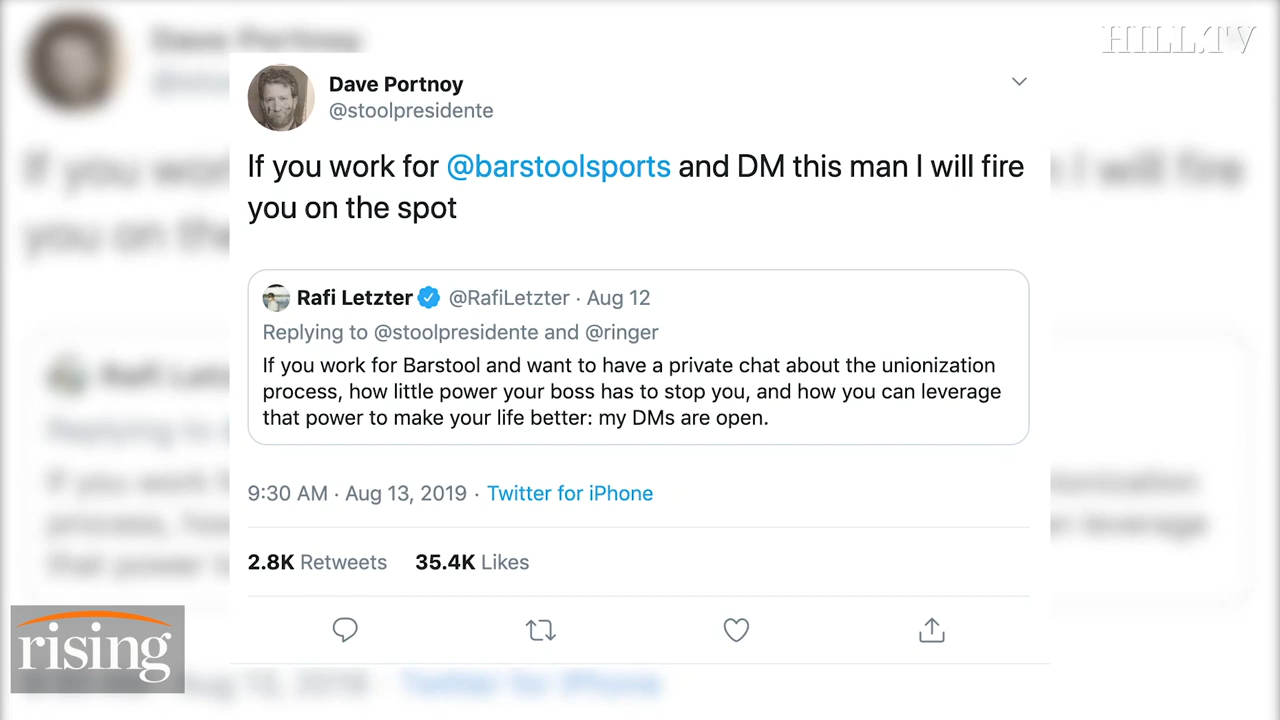 HILL.TV
Dave Portnoy
@stoolpresidente
If you work for @barstoolsports and DM this man I will fire
you on the spot
Rafi Letzter @RafiLetzter · Aug 12
Replying to @stoolpresidente and @ringer
If you work for Barstool and want to have a private chat about the unionization
process, how little power your boss has to stop you, and how you can leverage
that power to make your life better: my DMs are open.
9:30 AM · Aug 13, 2019 · Twitter for iPhone
2.8K Retweets 35.4K Likes
rising